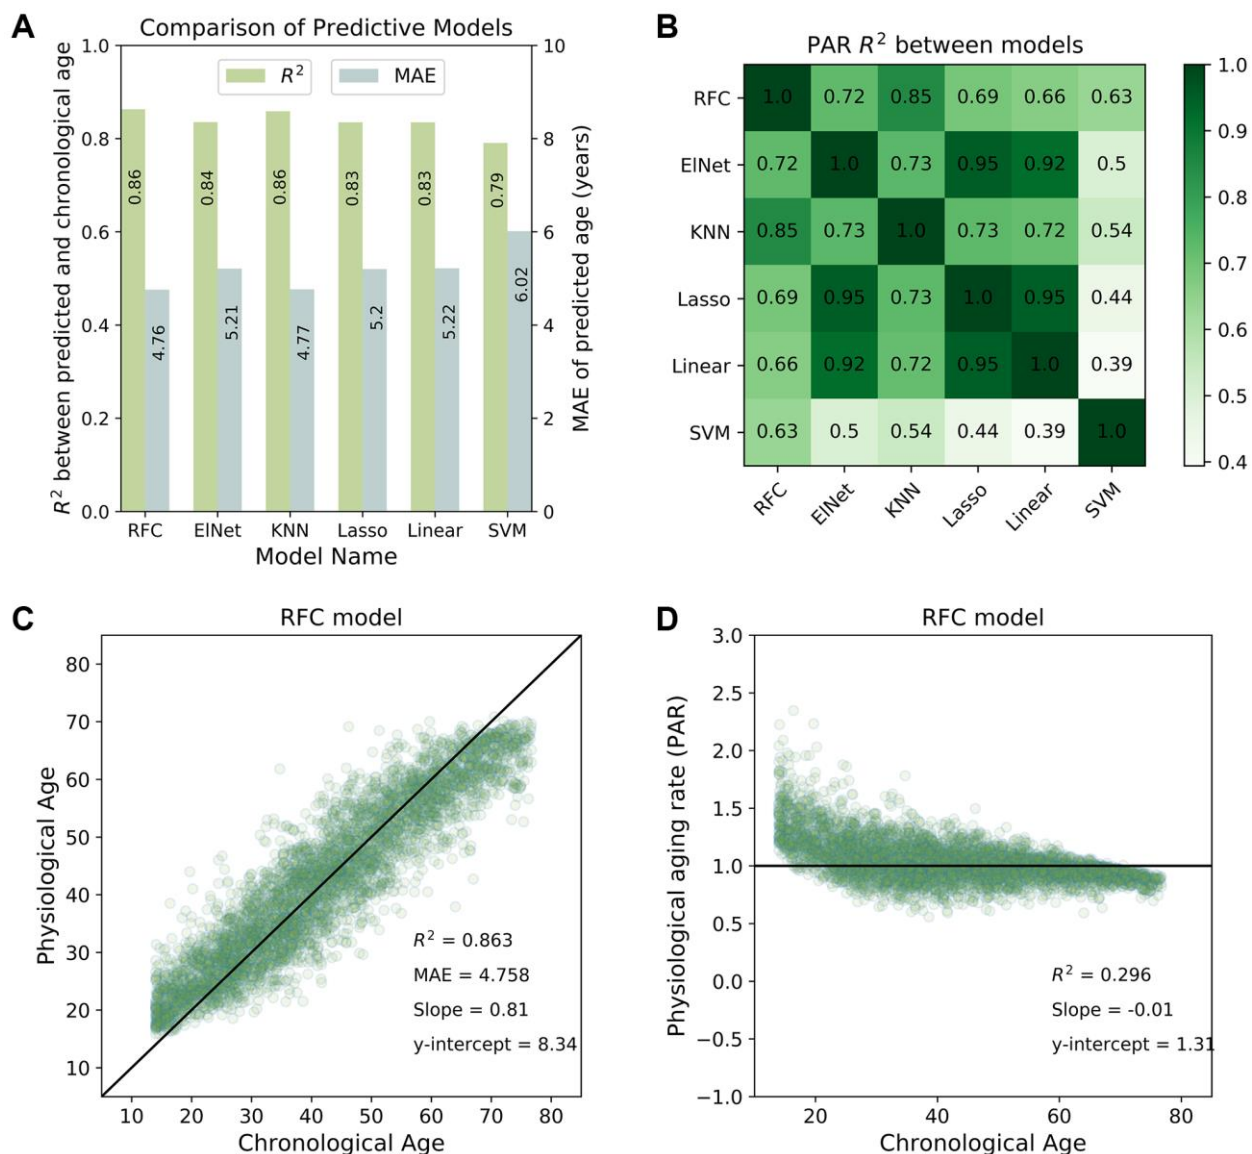 A
Comparison of Predictive Models
R² between predicted and chronological age
1.0
0.8
0.6
0.4
0.2
0.0
R² MAE
0.86
4.76
0.84
5.21
0.86
4.77
0.83
5.2
0.83
5.22
0.79
6.02
10
8
6
4
2
0
MAE of predicted age (years)
RFC ElNet KNN Lasso Linear SVM
Model Name
B
PAR R² between models
RFC 1.0 0.72 0.85 0.69 0.66 0.63
ElNet 0.72 1.0 0.73 0.95 0.92 0.5
KNN 0.85 0.73 1.0 0.73 0.72 0.54
Lasso 0.69 0.95 0.73 1.0 0.95 0.44
Linear 0.66 0.92 0.72 0.95 1.0 0.39
SVM 0.63 0.5 0.54 0.44 0.39 1.0
RFC ElNet KNN Lasso Linear SVM
1.0
0.9
0.8
0.7
0.6
0.5
0.4
C
RFC model
Physiological Age
80
70
60
50
40
30
20
10
R² = 0.863
MAE = 4.758
Slope = 0.81
y-intercept = 8.34
10 20 30 40 50 60 70 80
Chronological Age
D
RFC model
Physiological aging rate (PAR)
3.0
2.5
2.0
1.5
1.0
0.5
0.0
−0.5
−1.0
R² = 0.296
Slope = -0.01
y-intercept = 1.31
20 40 60 80
Chronological Age